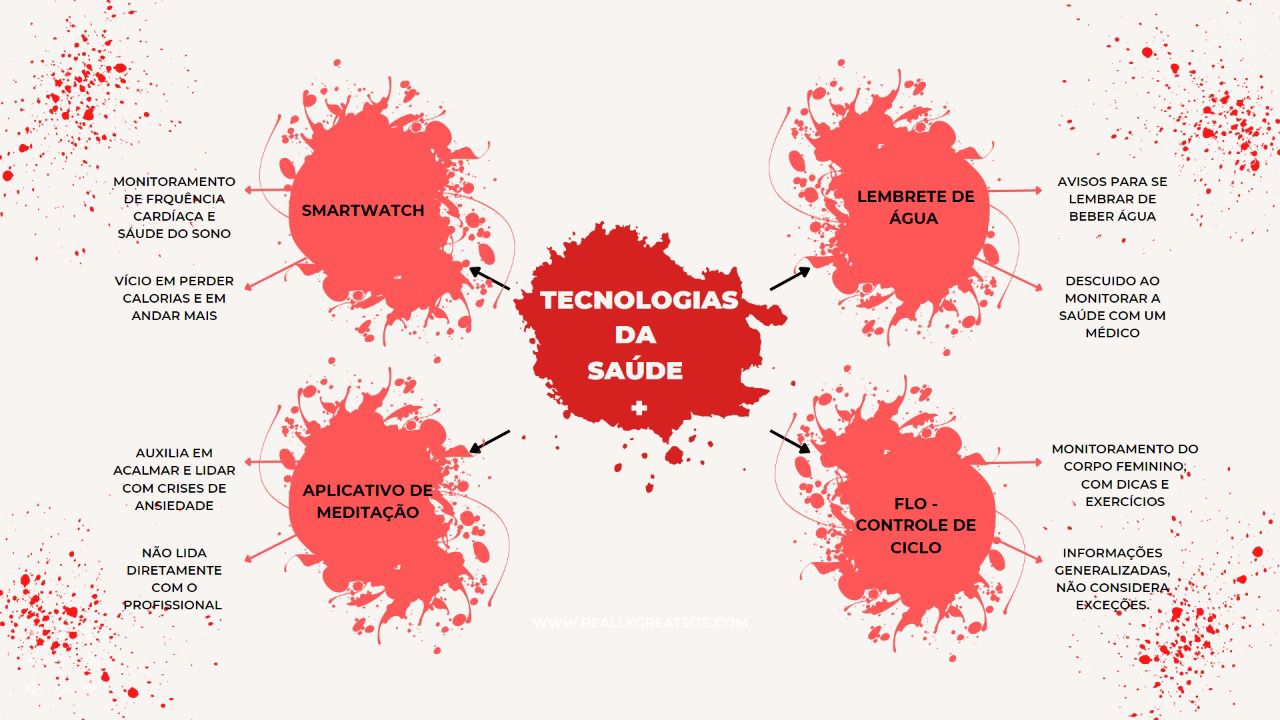 MONITORAMENTO
DE FRQUÊNCIA
CARDÍAÇA E
SÁUDE DO SONO
VÍCIO EM PERDER
CALORIAS E EM
ANDAR MAIS
SMARTWATCH
LEMBRETE DE
ÁGUA
AVISOS PARA SE
LEMBRAR DE
BEBER ÁGUA
DESCUIDO AO
MONITORAR A
SAÚDE COM UM
MÉDICO
TECNOLOGIAS
DA
SAÚDE
+
AUXILIA EM
ACALMAR E LIDAR
COM CRISES DE
ANSIEDADE
NÃO LIDA
DIRETAMENTE
COM O
PROFISSIONAL
APLICATIVO DE
MEDITAÇÃO
FLO -
CONTROLE DE
CICLO
MONITORAMENTO DO
CORPO FEMININO,
COM DICAS E
EXERCÍCIOS
INFORMAÇÕES
GENERALIZADAS,
NÃO CONSIDERA
EXCEÇÕES.
WWW.REALLYGREATSITE.COM